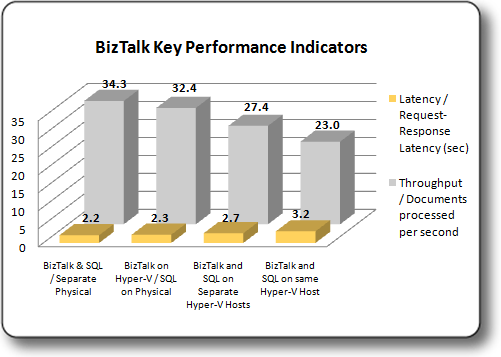 BizTalk Key Performance Indicators
34.3
32.4
27.4
23.0
2.2
2.3
2.7
3.2
35
30
25
20
15
10
5
0
BizTalk & SQL
/ Separate
Physical
BizTalk on
Hyper-V / SQL
on Physical
BizTalk and
SQL on
Separate
Hyper-V Hosts
BizTalk and
SQL on same
Hyper-V Host
Latency /
Request-
Response
Latency (sec)
Throughput
/ Documents
processed
per second